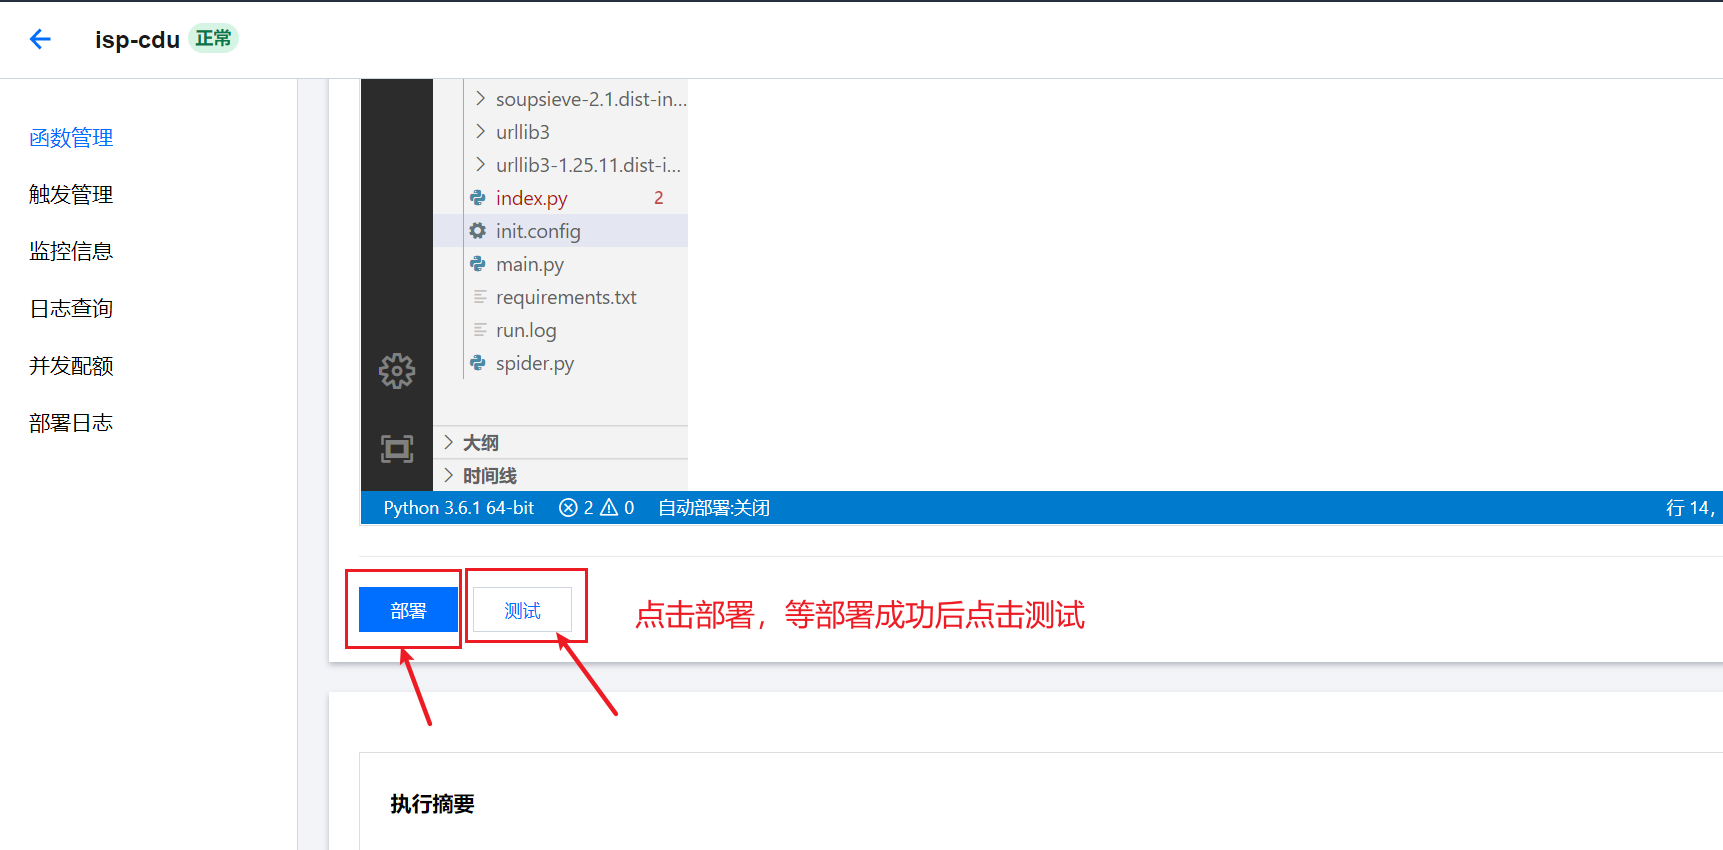 isp-cdu 正常
函数管理
触发管理
监控信息
日志查询
并发配额
部署日志
soupsieve-2.1.dist-in...
urllib3
urllib3-1.25.11.dist-i...
index.py 2
init.config
main.py
requirements.txt
run.log
spider.py
大纲
时间线
Python 3.6.1 64-bit 2 0 自动部署:关闭 行 14,
部署 测试 点击部署，等部署成功后点击测试
执行摘要